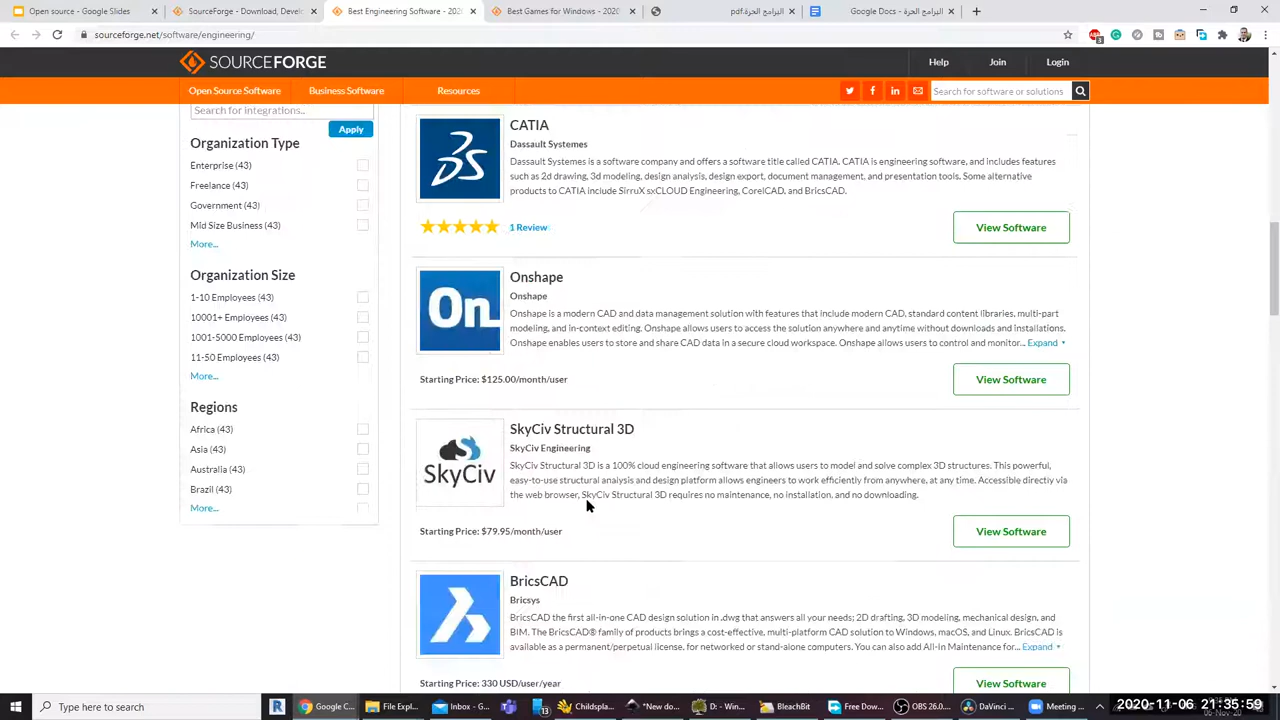 Open source - Google Slides
SourceForge - Download, Develo
Best Engineering Software - 202
Best Games for Windows - 2020
البرامج الحرة.pdf
البرامج الحرة - Google Docs
sourceforge.net/software/engineering/
SOURCEFORGE
Help
Join
Login
Open Source Software
Business Software
Resources
Search for software or solutions
Search for integrations..
Apply
Organization Type
Enterprise (43)
Freelance (43)
Government (43)
Mid Size Business (43)
More...
Organization Size
1-10 Employees (43)
10001+ Employees (43)
1001-5000 Employees (43)
11-50 Employees (43)
More...
Regions
Africa (43)
Asia (43)
Australia (43)
Brazil (43)
More...
CATIA
Dassault Systemes
Dassault Systemes is a software company and offers a software title called CATIA. CATIA is engineering software, and includes features
such as 2d drawing, 3d modeling, design analysis, design export, document management, and presentation tools. Some alternative
products to CATIA include SirruX sxCLOUD Engineering, CorelCAD, and BricsCAD.
1 Review
View Software
On
Onshape
Onshape
Onshape is a modern CAD and data management solution with features that include modern CAD, standard content libraries, multi-part
modeling, and in-context editing. Onshape allows users to access the solution anywhere and anytime without downloads and installations.
Onshape enables users to store and share CAD data in a secure cloud workspace. Onshape allows users to control and monitor... Expand
Starting Price: $125.00/month/user
View Software
SkyCiv
SkyCiv Structural 3D
SkyCiv Engineering
SkyCiv Structural 3D is a 100% cloud engineering software that allows users to model and solve complex 3D structures. This powerful,
easy-to-use structural analysis and design platform allows engineers to work efficiently from anywhere, at any time. Accessible directly via
the web browser, SkyCiv Structural 3D requires no maintenance, no installation, and no downloading.
Starting Price: $79.95/month/user
View Software
BricsCAD
Bricsys
BricsCAD the first all-in-one CAD design solution in .dwg that answers all your needs; 2D drafting, 3D modeling, mechanical design, and
BIM. The BricsCAD® family of products brings a cost-effective, multi-platform CAD solution to Windows, macOS, and Linux. BricsCAD is
available as a permanent/perpetual license, for networked or stand-alone computers. You can also add All-In Maintenance for... Expand
Starting Price: 330 USD/user/year
View Software
Type here to search
Google C...
File Expl...
Inbox - G...
Childspla...
*New do...
D: - Win...
BleachBit
Free Dow...
OBS 26.0...
DaVinci ...
Meeting ...
2020-11-06 21:35:59